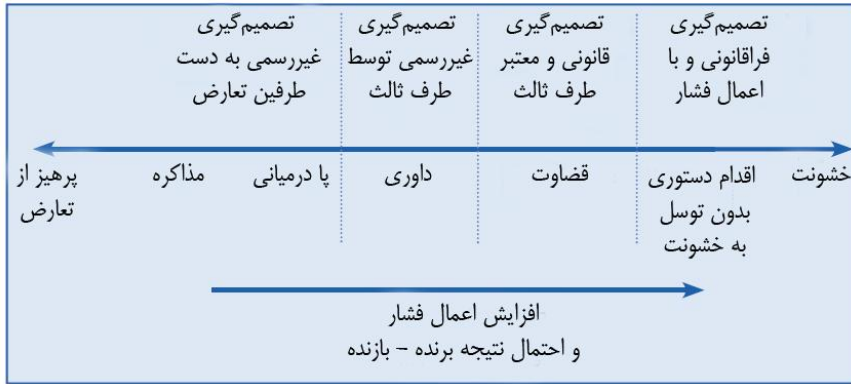 تصمیم‌گیری
غیررسمی به دست
طرفین تعارض
تصمیم‌گیری
غیررسمی توسط
طرف ثالث
تصمیم‌گیری
قانونی و معتبر
طرف ثالث
تصمیم‌گیری
فراقانونی و با
اعمال فشار
پرهیز از
تعارض
مذاکره
پا درمیانی
داوری
قضاوت
اقدام دستوری
بدون توسل
به خشونت
خشونت
افزایش اعمال فشار
و احتمال نتیجه برنده – بازنده